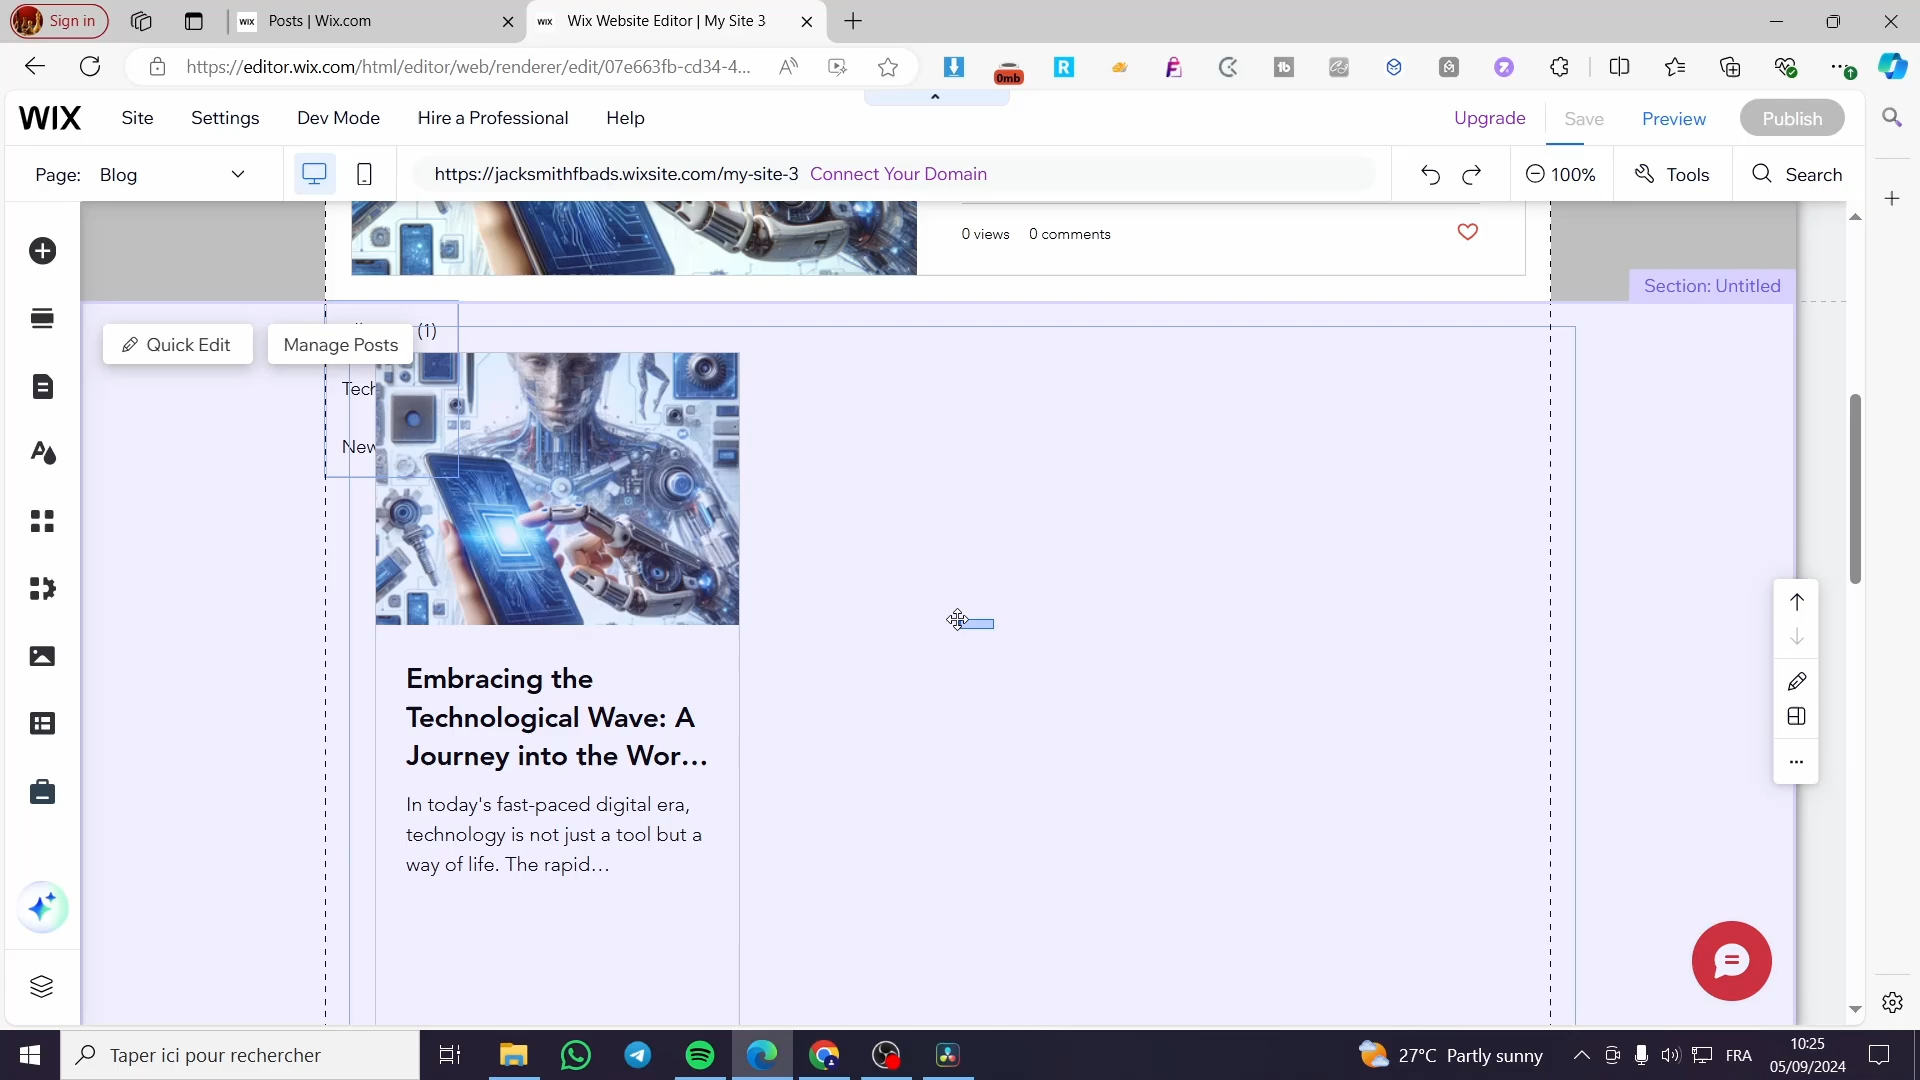 Sign in
WIX Posts | Wix.com
WIX Wix Website Editor | My Site 3
https://editor.wix.com/html/editor/web/renderer/edit/07e663fb-cd34-4...
0mb
WIX
Site
Settings
Dev Mode
Hire a Professional
Help
Upgrade
Save
Preview
Publish
Page: Blog
https://jacksmithfbads.wixsite.com/my-site-3 Connect Your Domain
100%
Tools
Search
0 views 0 comments
Section: Untitled
Quick Edit
Manage Posts
(1)
Tech
New
Embracing the
Technological Wave: A
Journey into the Wor...
In today's fast-paced digital era,
technology is not just a tool but a
way of life. The rapid...
Taper ici pour rechercher
27°C Partly sunny
FRA
10:25
05/09/2024